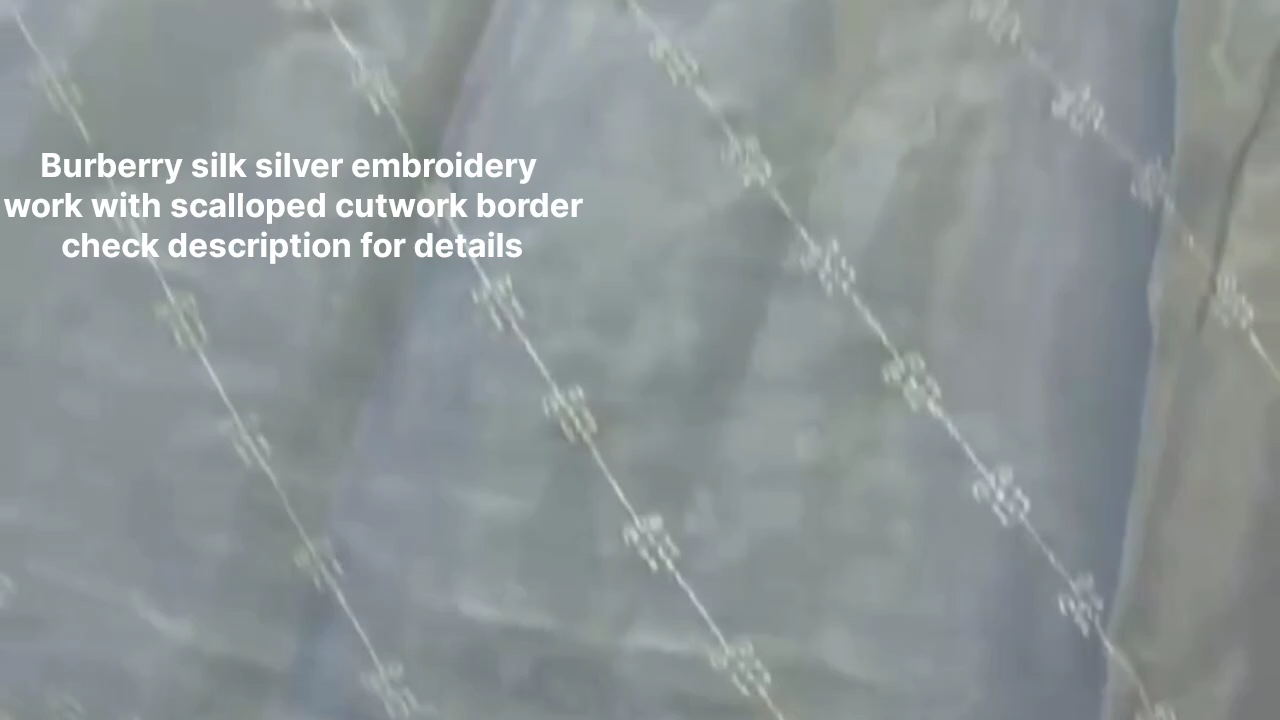 Burberry silk silver embroidery
work with scalloped cutwork border
check description for details